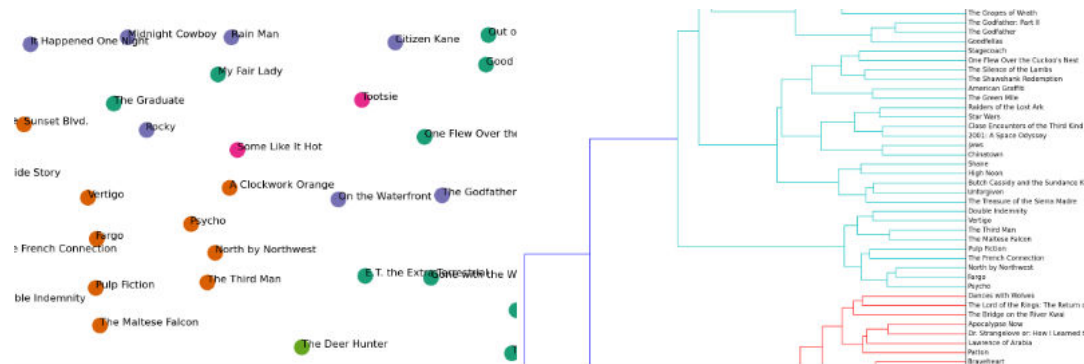 It Happened One Night
Midnight Cowboy
Rain Man
Citizen Kane
Out o
Good
My Fair Lady
The Graduate
Tootsie
Sunset Blvd.
Rocky
One Flew Over the
Some Like It Hot
ide Story
Vertigo
A Clockwork Orange
On the Waterfront
The Godfather
Psycho
Fargo
e French Connection
North by Northwest
E.T. the Extra-Terrestrial
Gone with the W
Pulp Fiction
The Third Man
ble Indemnity
The Maltese Falcon
The Deer Hunter
The Grapes of Wrath
The Godfather: Part II
The Godfather
Goodfellas
Stagecoach
One Flew Over the Cuckoo's Nest
The Silence of the Lambs
The Shawshank Redemption
American Graffiti
The Green Mile
Raiders of the Lost Ark
Star Wars
Close Encounters of the Third Kind
2001: A Space Odyssey
Jaws
Chinatown
Shane
High Noon
Butch Cassidy and the Sundance K
Unforgiven
The Treasure of the Sierra Madre
Double Indemnity
Vertigo
The Third Man
The Maltese Falcon
Pulp Fiction
The French Connection
North by Northwest
Fargo
Psycho
Dances with Wolves
The Lord of the Rings: The Return o
The Bridge on the River Kwai
Apocalypse Now
Dr. Strangelove or: How I Learned t
Lawrence of Arabia
Patton
Braveheart